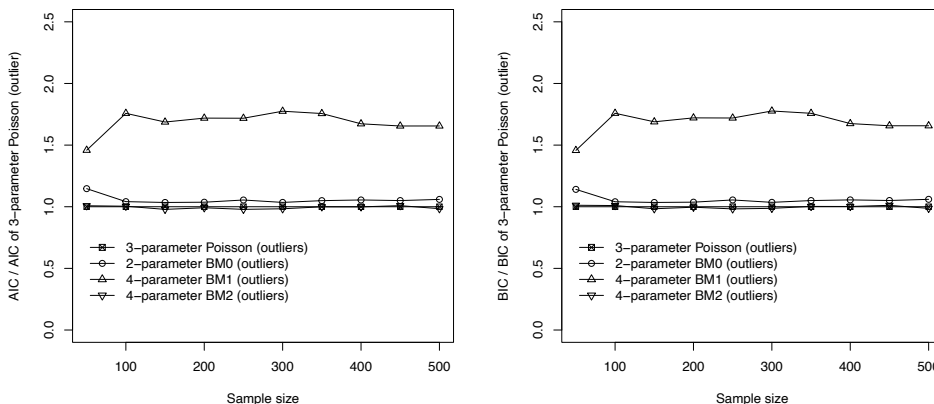 AIC / AIC of 3−parameter Poisson (outlier)
2.5
2.0
1.5
1.0
0.5
0.0
3−parameter Poisson (outliers)
2−parameter BM0 (outliers)
4−parameter BM1 (outliers)
4−parameter BM2 (outliers)
100
200
300
400
500
Sample size
BIC / BIC of 3−parameter Poisson (outlier)
2.5
2.0
1.5
1.0
0.5
0.0
3−parameter Poisson (outliers)
2−parameter BM0 (outliers)
4−parameter BM1 (outliers)
4−parameter BM2 (outliers)
100
200
300
400
500
Sample size